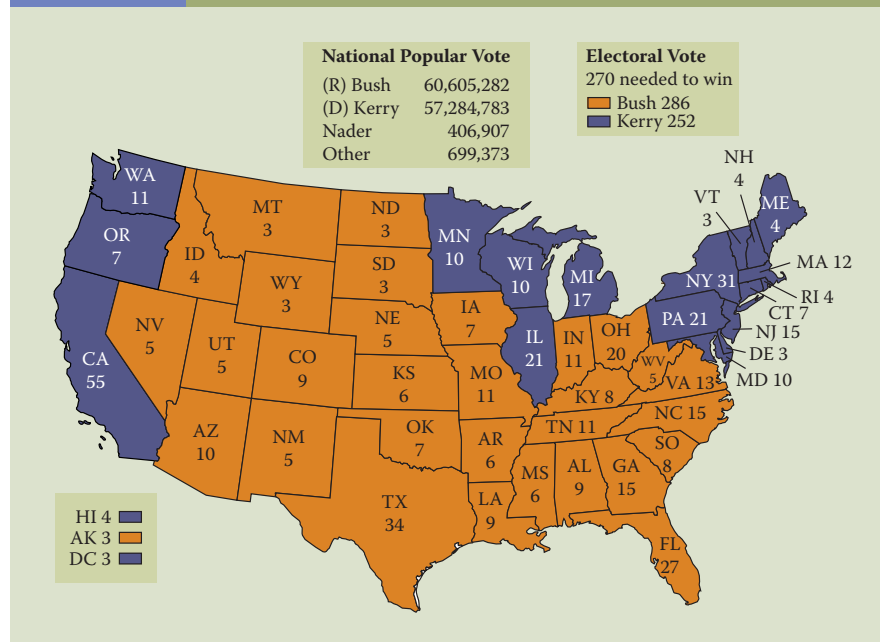 National Popular Vote
(R) Bush 60,605,282
(D) Kerry 57,284,783
Nader 406,907
Other 699,373
Electoral Vote
270 needed to win
Bush 286
Kerry 252
WA
11
OR
7
CA
55
NV
5
ID
4
MT
3
WY
3
UT
5
AZ
10
CO
9
NM
5
ND
3
SD
3
NE
5
KS
6
OK
7
TX
34
MN
10
IA
7
MO
11
AR
6
LA
9
WI
10
IL
21
MI
17
IN
11
OH
20
KY 8
TN 11
MS
6
AL
9
GA
15
FL
27
SO
8
NC 15
VA 13
WV
5
PA 21
NY 31
VT
3
NH
4
ME
4
MA 12
RI 4
CT 7
NJ 15
DE 3
MD 10
HI 4
AK 3
DC 3